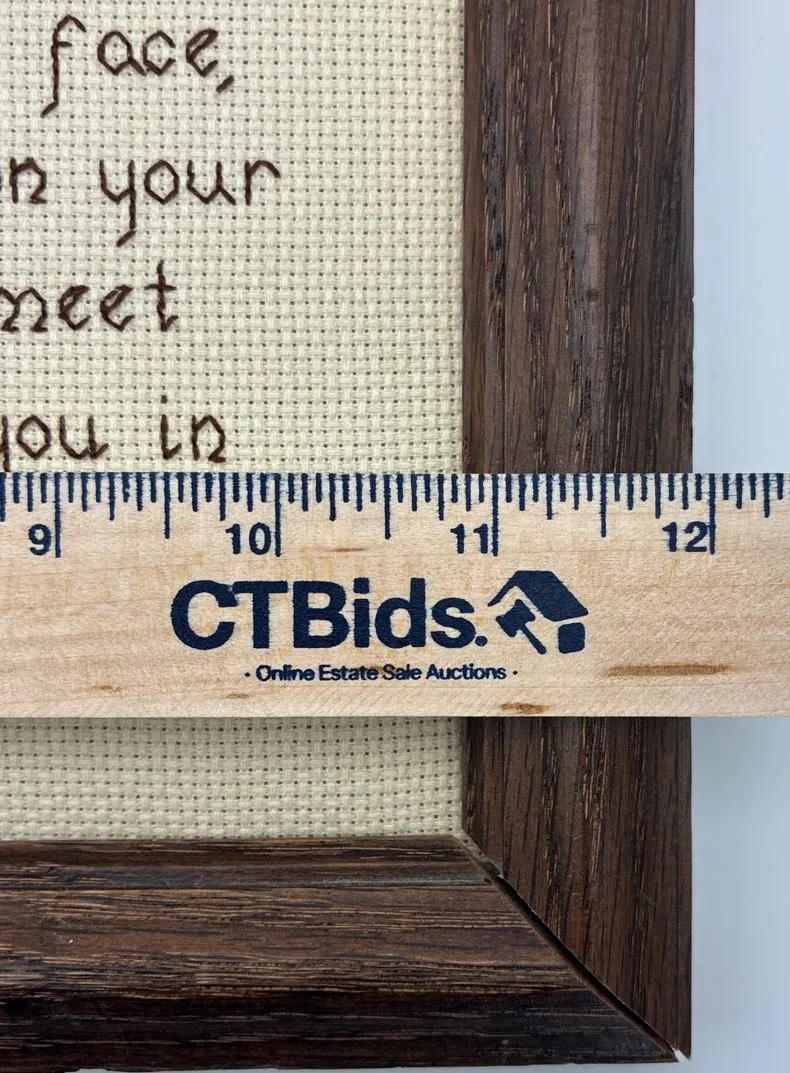 face,
n your
meet
you in
9 10 11 12
CTBids.
· Online Estate Sale Auctions ·